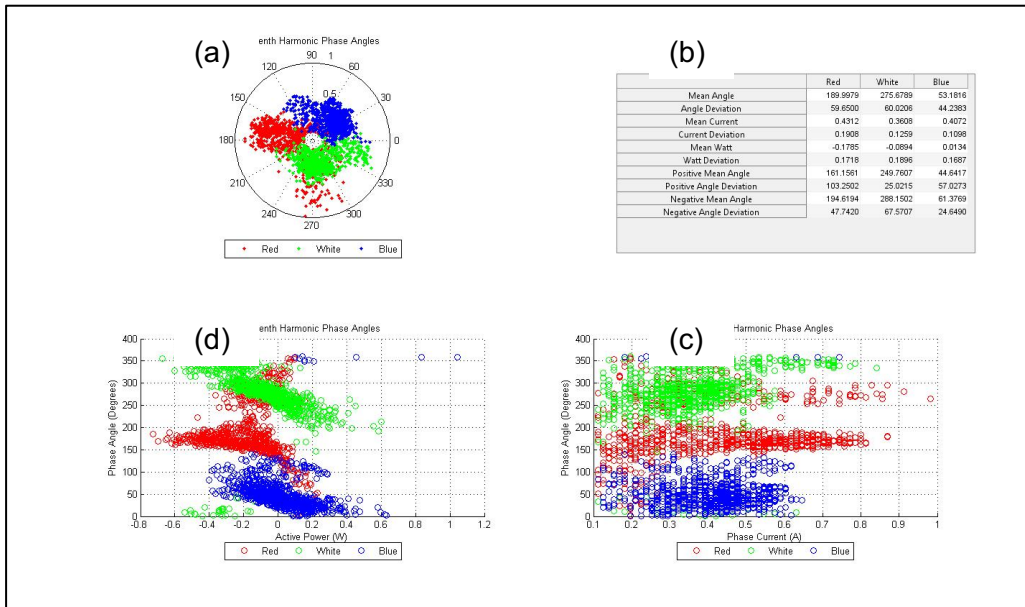 (a)
enth Harmonic Phase Angles
90 1
120 60
0.5
150 30
180 0
210 330
240 300
270
Red White Blue
(b)
Red White Blue
Mean Angle 189.9979 275.6789 53.1816
Angle Deviation 59.6500 60.0206 44.2383
Mean Current 0.4312 0.3608 0.4072
Current Deviation 0.1908 0.1259 0.1098
Mean Watt -0.1785 -0.0894 0.0134
Watt Deviation 0.1718 0.1896 0.1687
Positive Mean Angle 161.1561 249.7607 44.6417
Positive Angle Deviation 103.2502 25.0215 57.0273
Negative Mean Angle 194.6194 288.1502 61.3769
Negative Angle Deviation 47.7420 67.5707 24.6490
(d)
enth Harmonic Phase Angles
400
350
300
250
200
150
100
50
0
Phase Angle (Degrees)
-0.8 -0.6 -0.4 -0.2 0 0.2 0.4 0.6 0.8 1 1.2
Active Power (W)
Red White Blue
(c)
Harmonic Phase Angles
400
350
300
250
200
150
100
50
0
Phase Angle (Degrees)
0.1 0.2 0.3 0.4 0.5 0.6 0.7 0.8 0.9 1
Phase Current (A)
Red White Blue